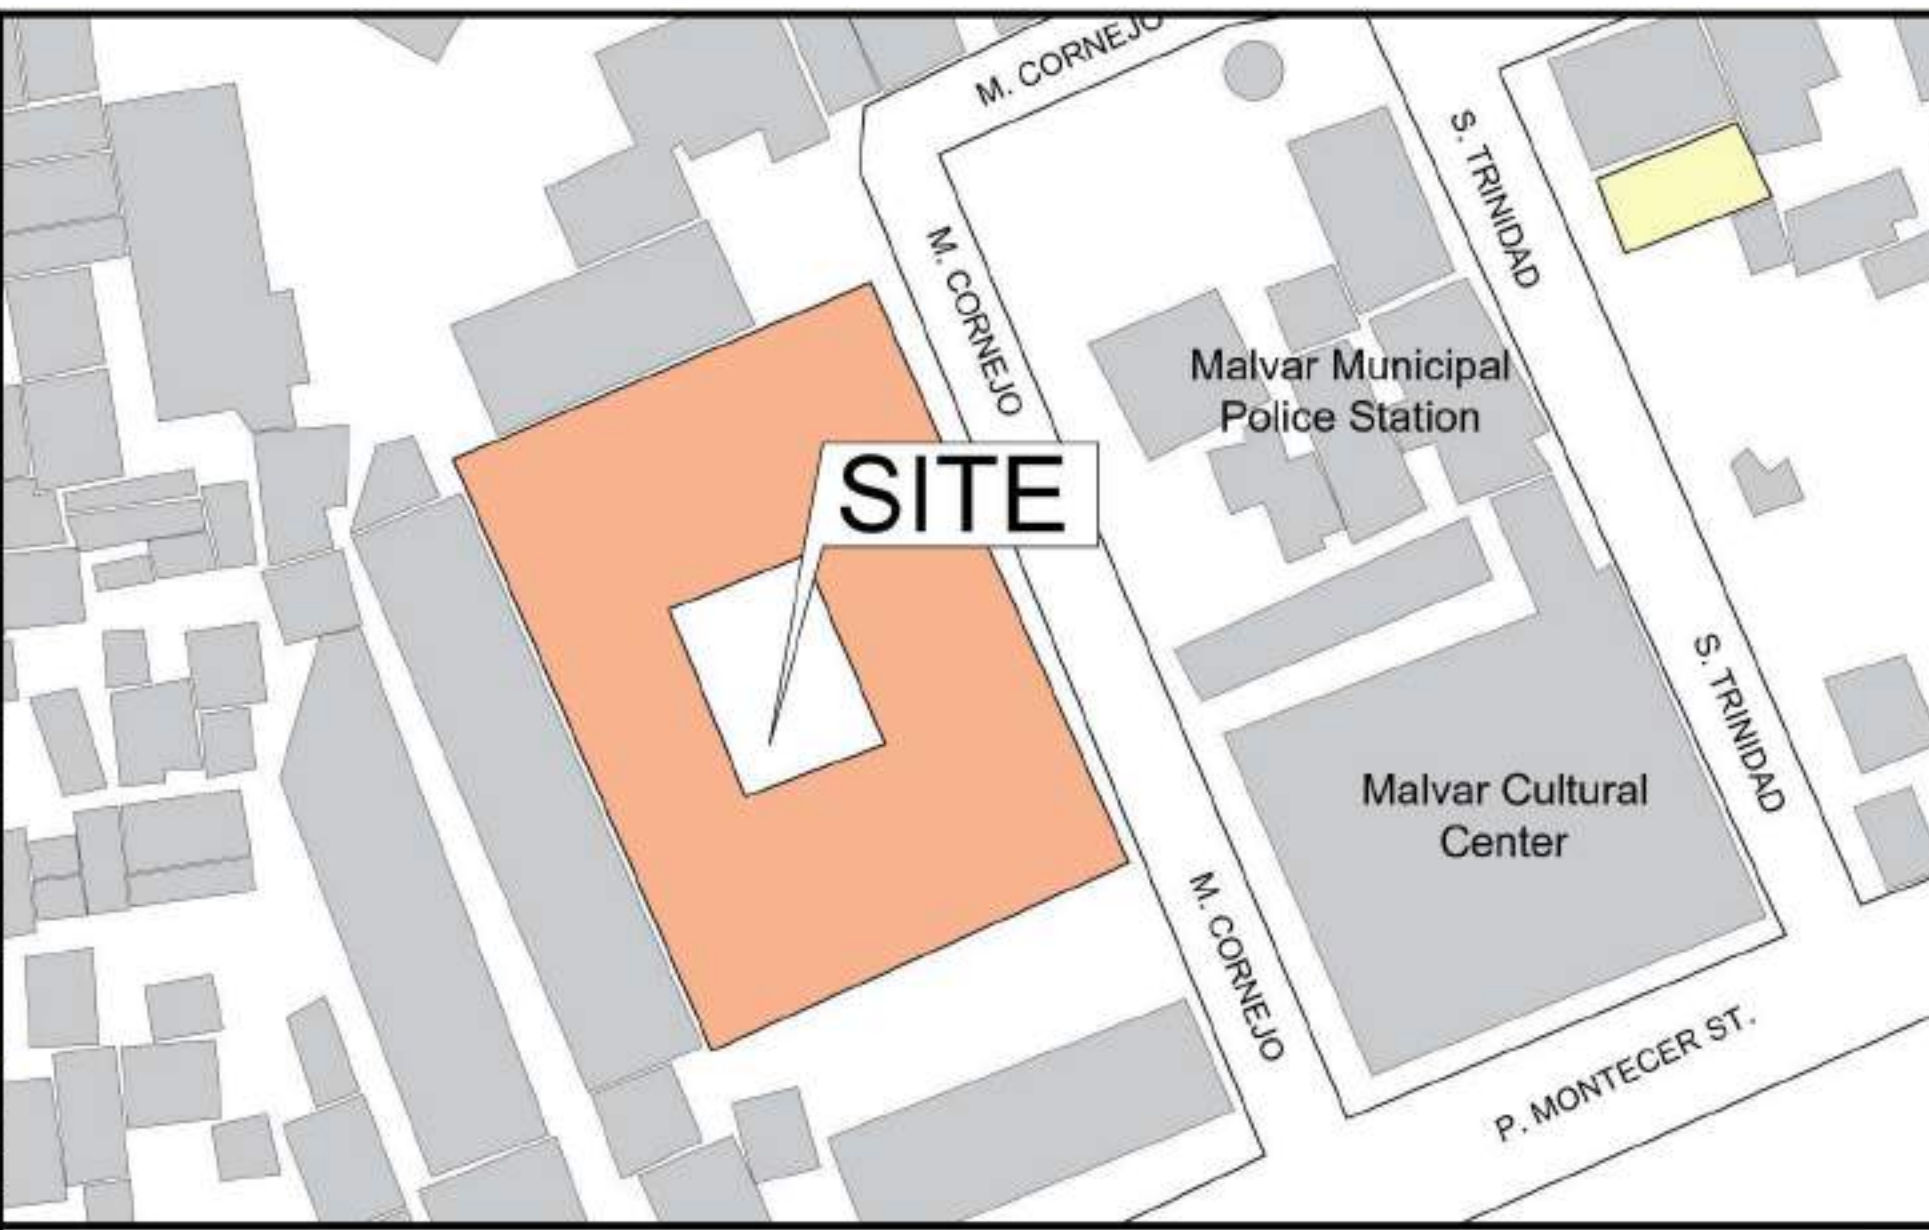 M. CORNEJO
S. TRINIDAD
M. CORNEJO
Malvar Municipal
Police Station
SITE
S. TRINIDAD
Malvar Cultural
Center
M. CORNEJO
P. MONTECER ST.